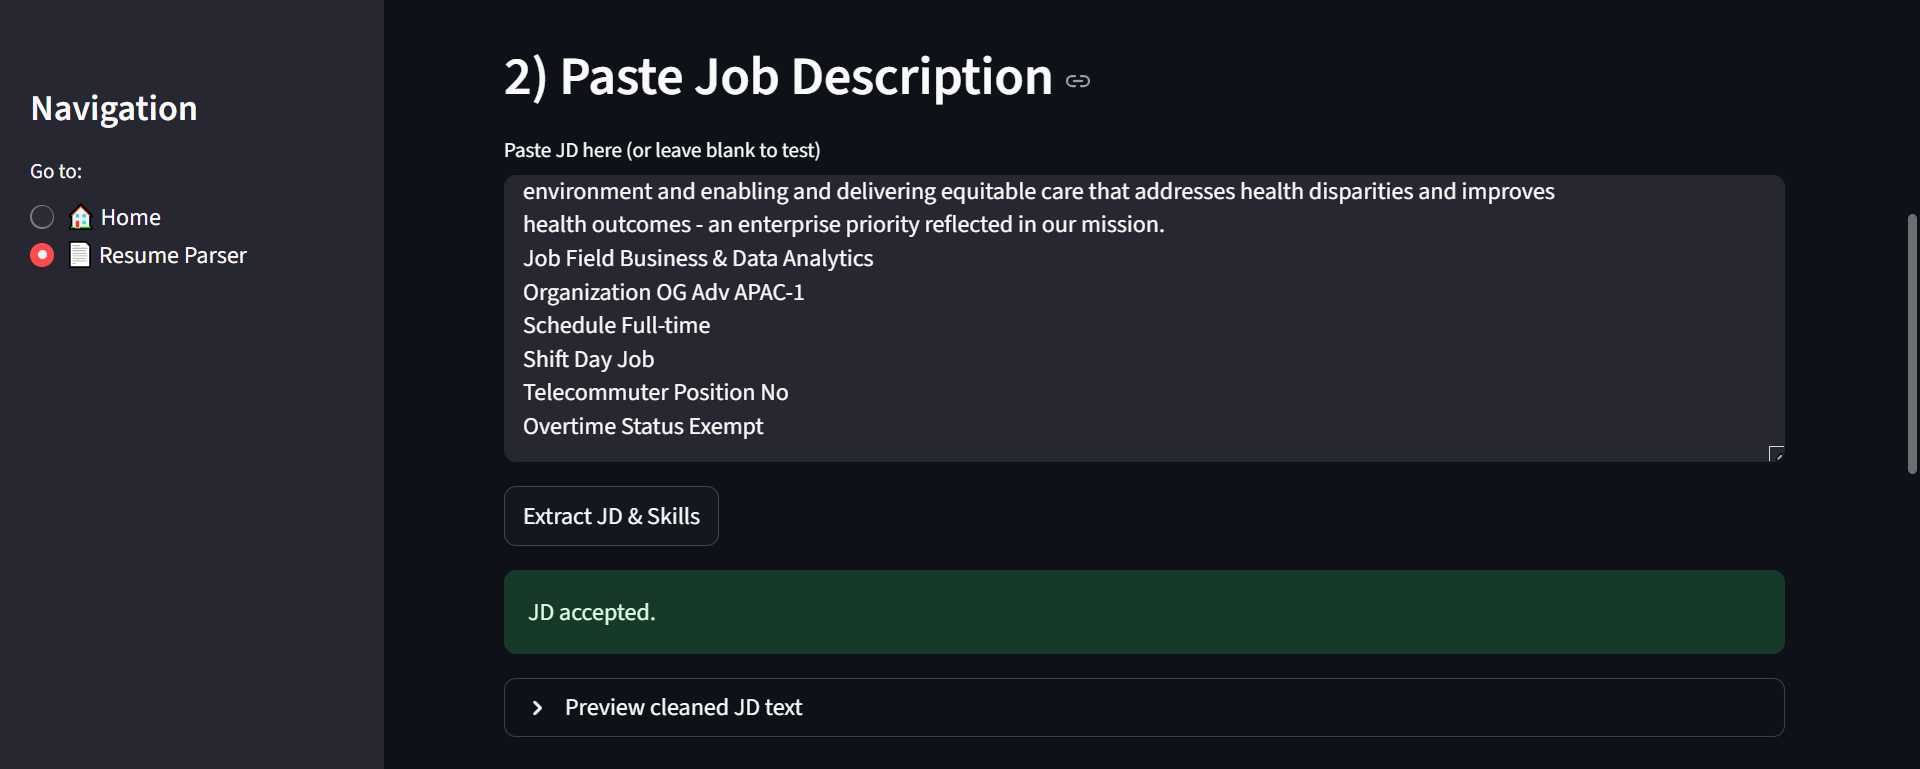 Navigation
Go to:
Home
Resume Parser
2) Paste Job Description
Paste JD here (or leave blank to test)
environment and enabling and delivering equitable care that addresses health disparities and improves
health outcomes - an enterprise priority reflected in our mission.
Job Field Business & Data Analytics
Organization OG Adv APAC-1
Schedule Full-time
Shift Day Job
Telecommuter Position No
Overtime Status Exempt
Extract JD & Skills
JD accepted.
Preview cleaned JD text